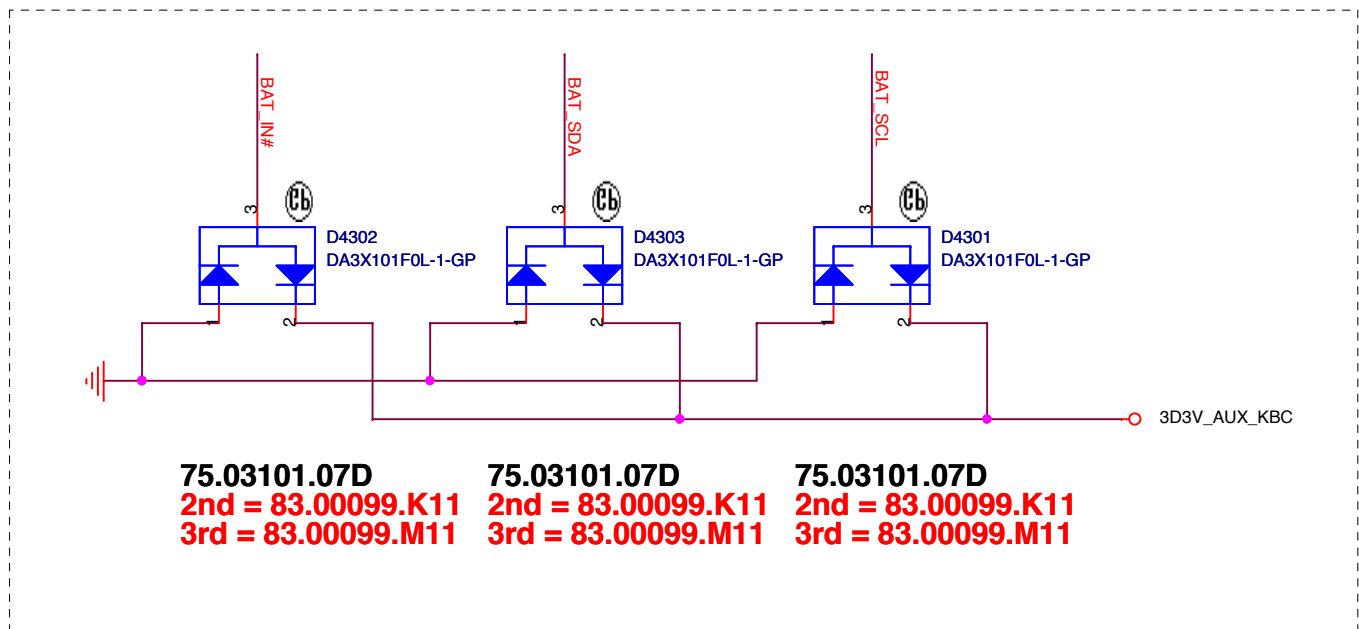 BAT_IN#
BAT_SDA
BAT_SCL
3
3
3
D4302
DA3X101F0L-1-GP
D4303
DA3X101F0L-1-GP
D4301
DA3X101F0L-1-GP
1
2
1
2
1
2
3D3V_AUX_KBC
75.03101.07D
2nd = 83.00099.K11
3rd = 83.00099.M11
75.03101.07D
2nd = 83.00099.K11
3rd = 83.00099.M11
75.03101.07D
2nd = 83.00099.K11
3rd = 83.00099.M11